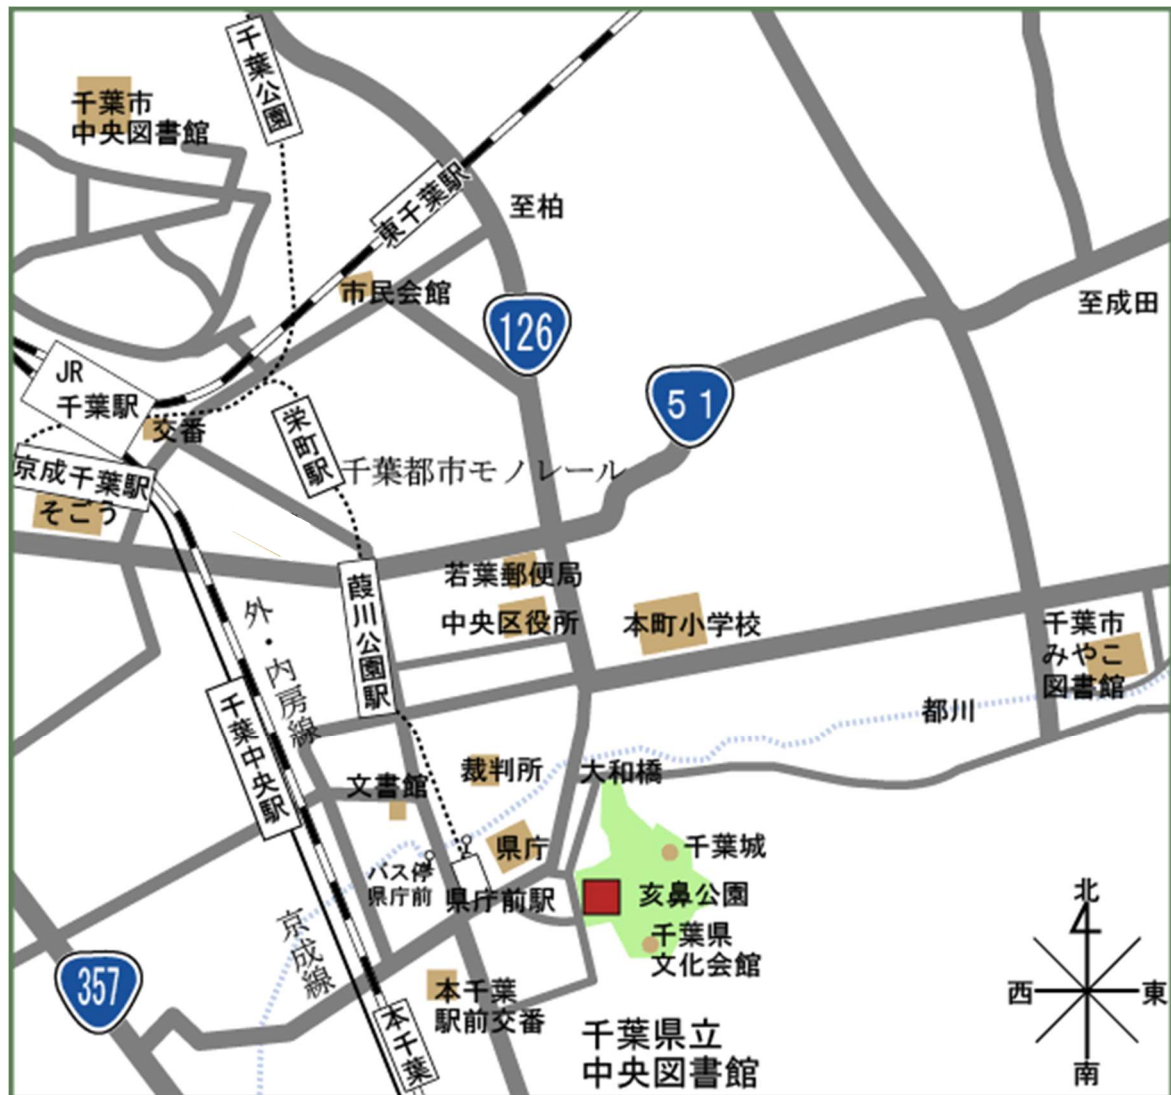 千葉公園
千葉市
中央図書館
東千葉駅
至柏
市民会館
至成田
126
JR
千葉駅
51
交番
栄町駅
京成千葉駅
千葉都市モノレール
そごう
若葉郵便局
葭川公園駅
中央区役所
本町小学校
外・内房線
千葉市
みやこ
図書館
千葉中央駅
都川
裁判所
大和橋
文書館
県庁
千葉城
バス停
県庁前
県庁前駅
亥鼻公園
京成線
千葉県
文化会館
357
本千葉
駅前交番
本千葉
千葉県立
中央図書館
北
西
東
南